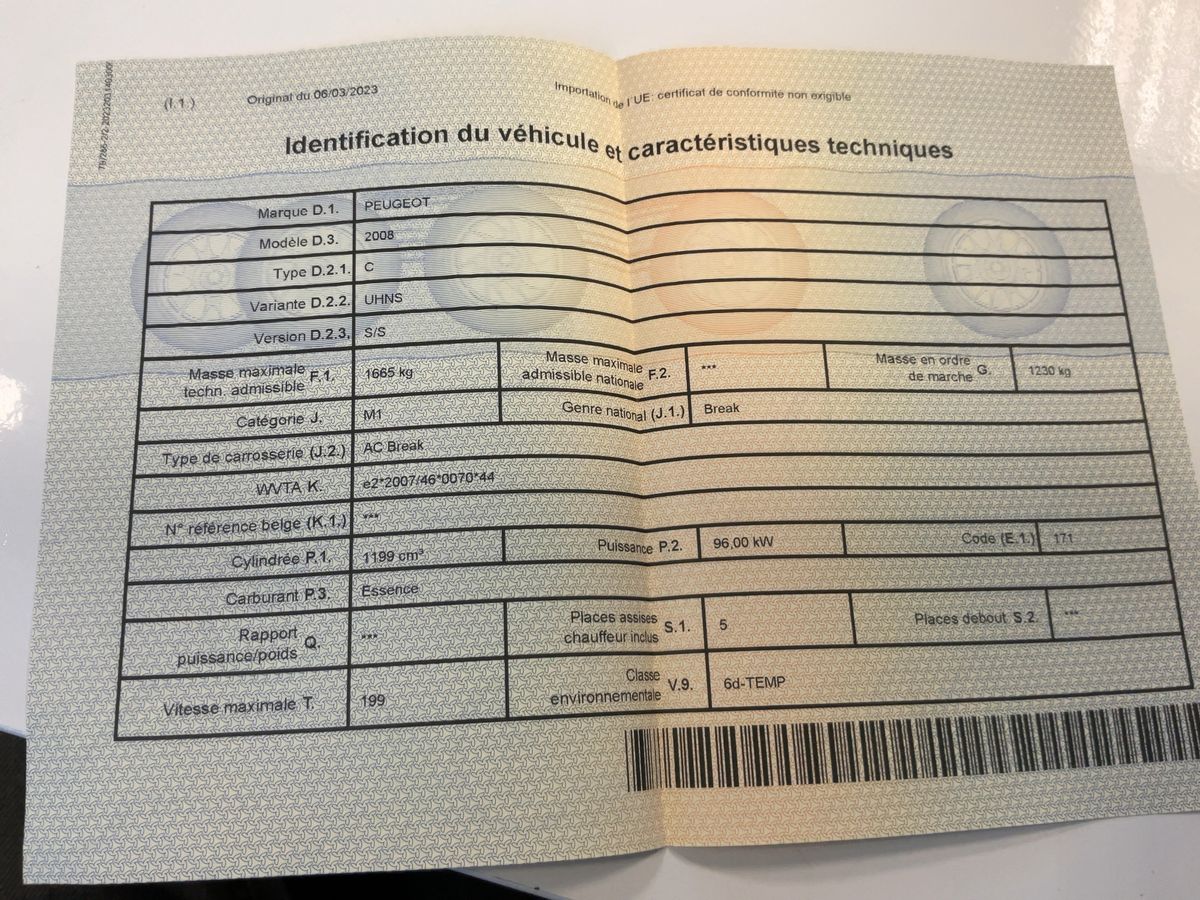 (I.1.) Original du 06/03/2023 Importation de l'UE: certificat de conformité non exigible
Identification du véhicule et caractéristiques techniques
Marque D.1. PEUGEOT
Modèle D.3. 2008
Type D.2.1. C
Variante D.2.2. UHNS
Version D.2.3. S/S
Masse maximale techn. admissible F.1. 1665 kg Masse maximale admissible nationale F.2. *** Masse en ordre de marche G. 1230 kg
Catégorie J. M1 Genre national (J.1.) Break
Type de carrosserie (J.2.) AC Break
WVTA K. e2*2007/46*0070*44
N° référence belge (K.1.) ***
Cylindrée P.1. 1199 cm³ Puissance P.2. 96,00 kW Code (E.1.) 171
Carburant P.3. Essence
Rapport puissance/poids Q. *** Places assises chauffeur inclus S.1. 5 Places debout S.2. ***
Vitesse maximale T. 199 Classe environnementale V.9. 6d-TEMP